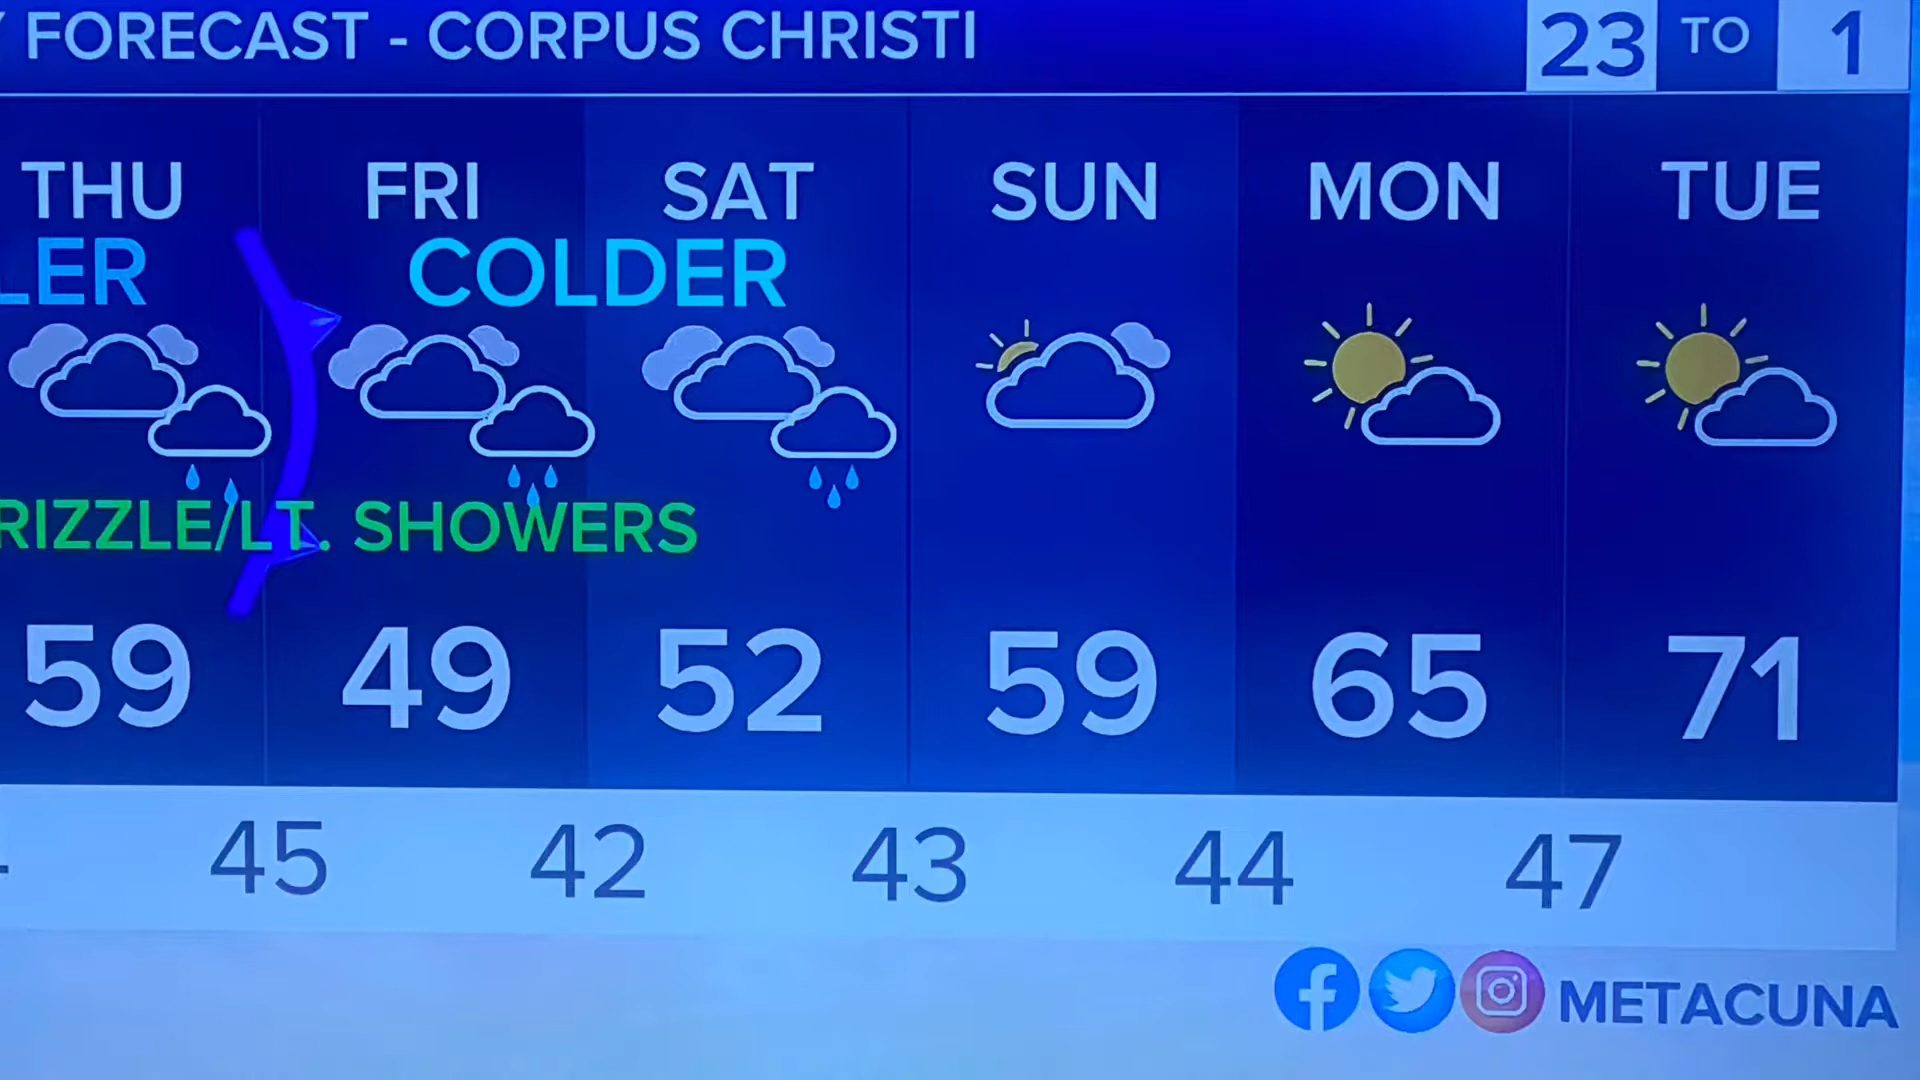 FORECAST - CORPUS CHRISTI
23 TO 1
THU FRI SAT SUN MON TUE
LER COLDER
RIZZLE/LT. SHOWERS
59 49 52 59 65 71
45 42 43 44 47
METACUNA